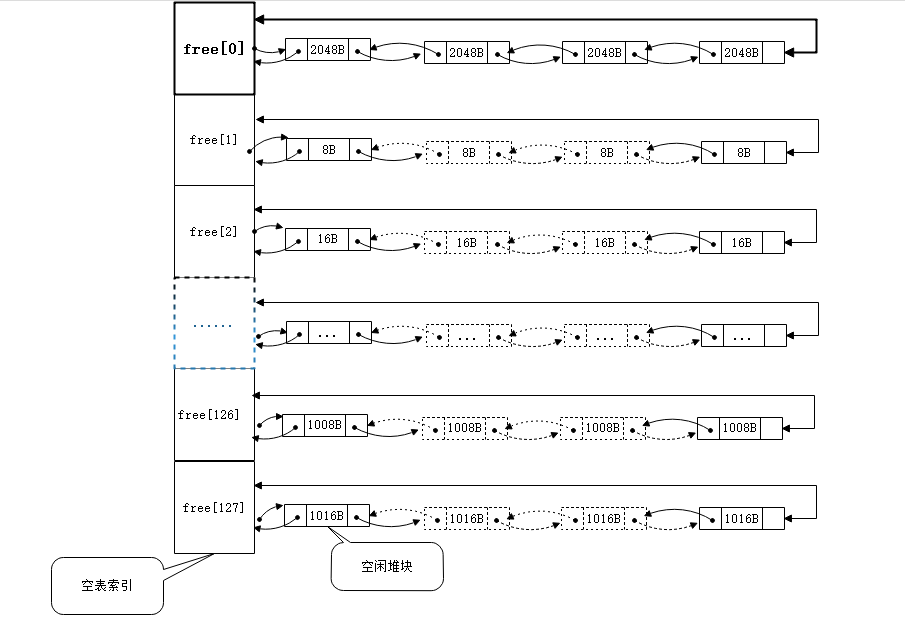 free[0]
2048B
2048B
2048B
2048B
free[1]
8B
8B
8B
8B
free[2]
16B
16B
16B
16B
......
...
...
...
...
free[126]
1008B
1008B
1008B
1008B
free[127]
1016B
1016B
1016B
1016B
空闲堆块
空表索引